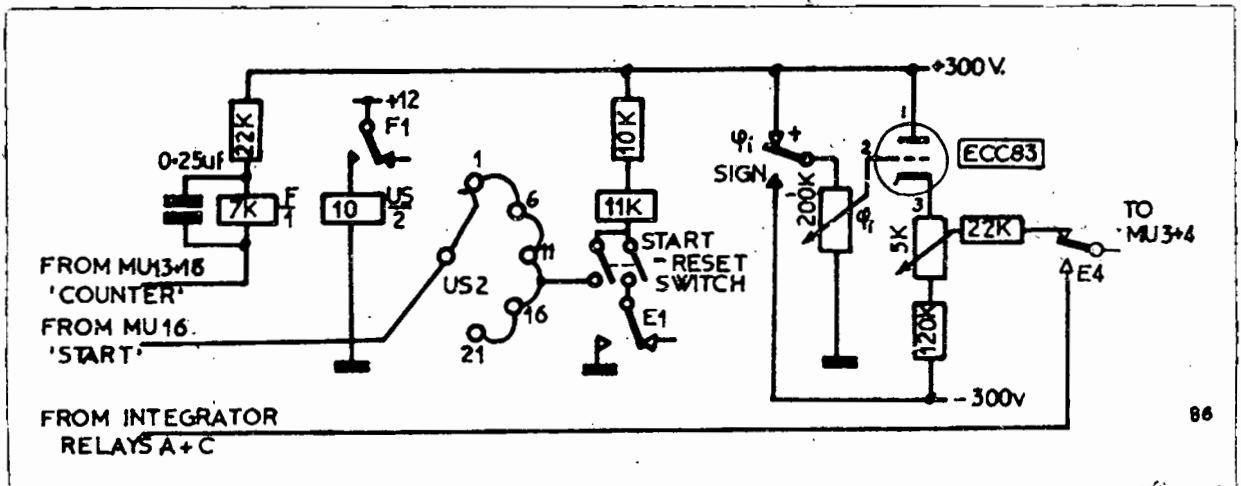 +300V.
22K
+12
F1
0·25uF
7K
F/1
10
US/2
1
6
11
16
21
US2
10K
11K
START
-RESET
SWITCH
E1
φi
+
SIGN
-
200K
φi
1
2
3
ECC83
5K
22K
120K
TO
MU3+4
E4
FROM MU13+18
'COUNTER'
FROM MU16
'START'
-300v
FROM INTEGRATOR
RELAYS A+C
86